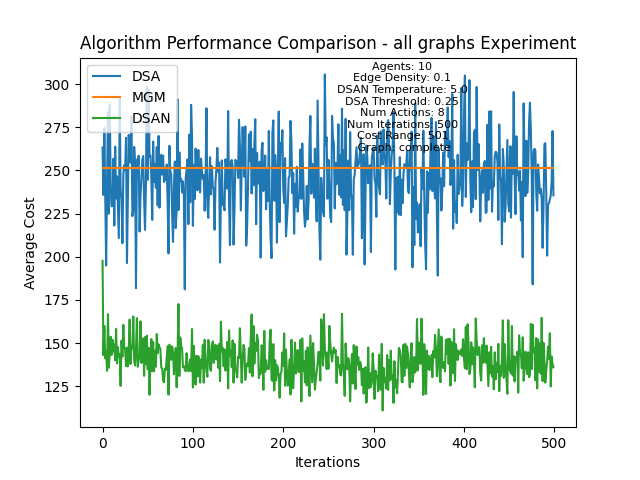 Algorithm Performance Comparison - all graphs Experiment
DSA
MGM
DSAN
Agents: 10
Edge Density: 0.1
DSAN Temperature: 5.0
DSA Threshold: 0.25
Num Actions: 8
Num Iterations: 500
Cost Range: 501
Graph: complete
Average Cost
300
275
250
225
200
175
150
125
0
100
200
300
400
500
Iterations